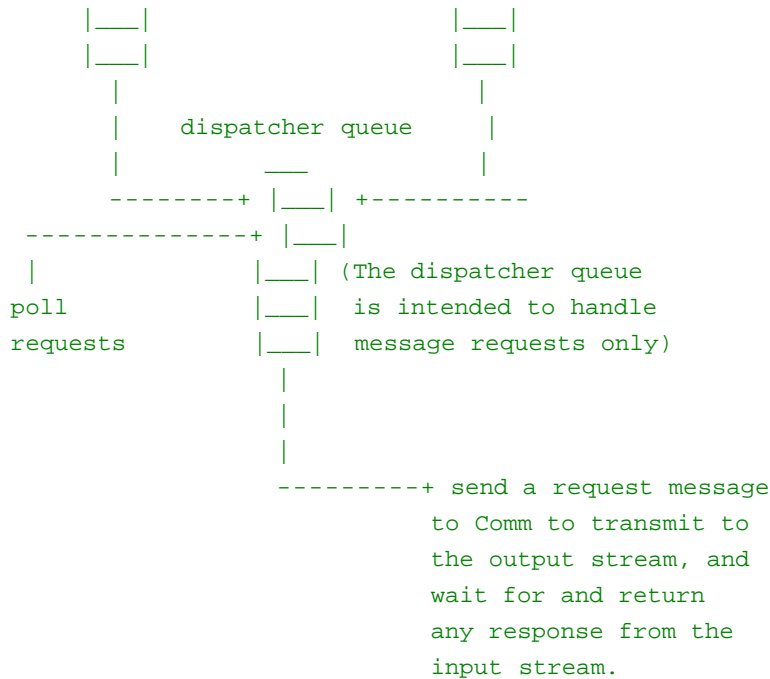 dispatcher queue
(The dispatcher queue
poll is intended to handle
requests message requests only)
send a request message
to Comm to transmit to
the output stream, and
wait for and return
any response from the
input stream.